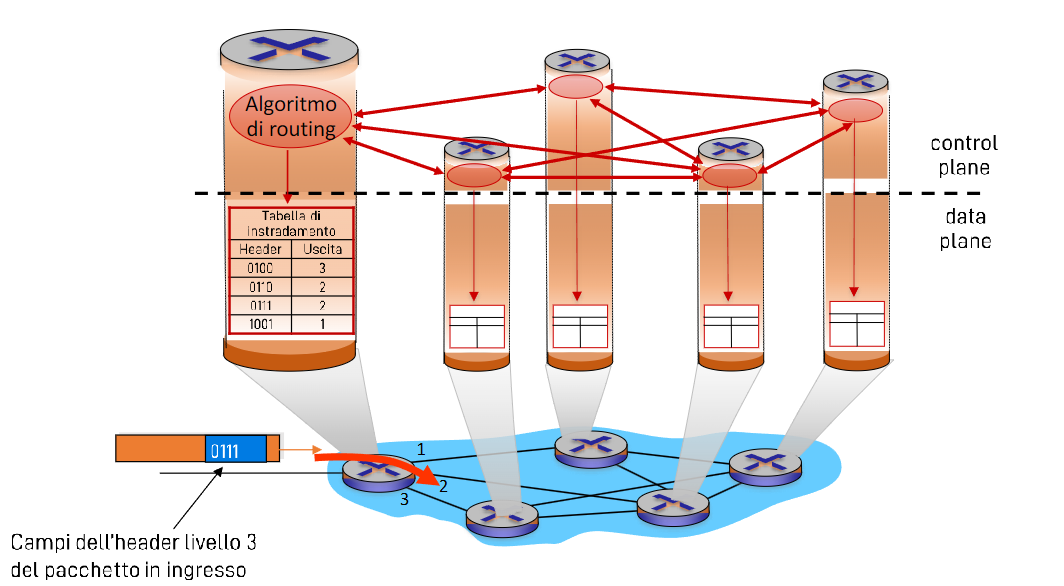 Algoritmo
di routing
control
plane
data
plane
Tabella di
instradamento
Header Uscita
0100 3
0110 2
0111 2
1001 1
0111
1
2
3
Campi dell'header livello 3
del pacchetto in ingresso